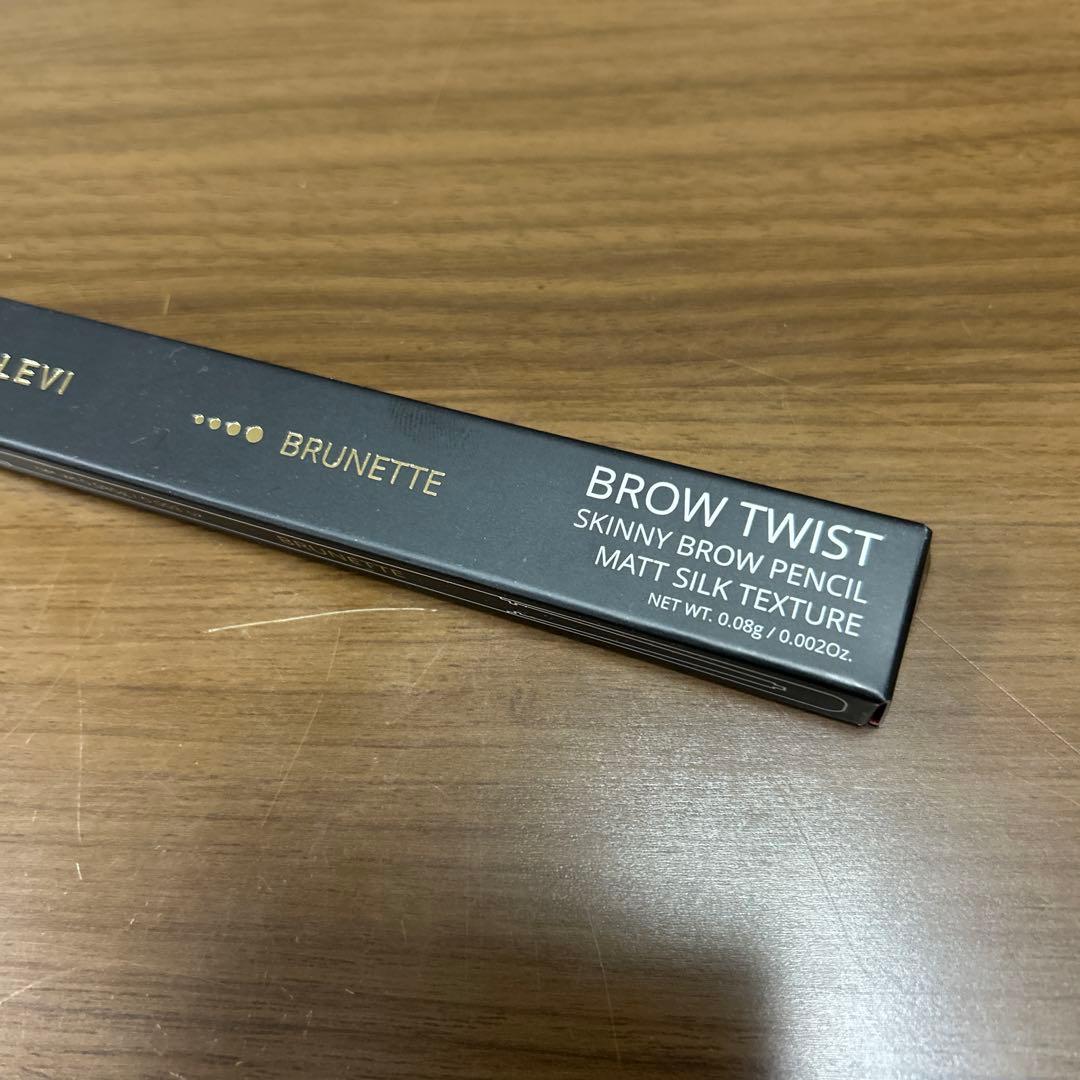 LEVI
BRUNETTE
BROW TWIST
SKINNY BROW PENCIL
MATT SILK TEXTURE
NET WT. 0.08g / 0.002Oz.
BRUNETTE